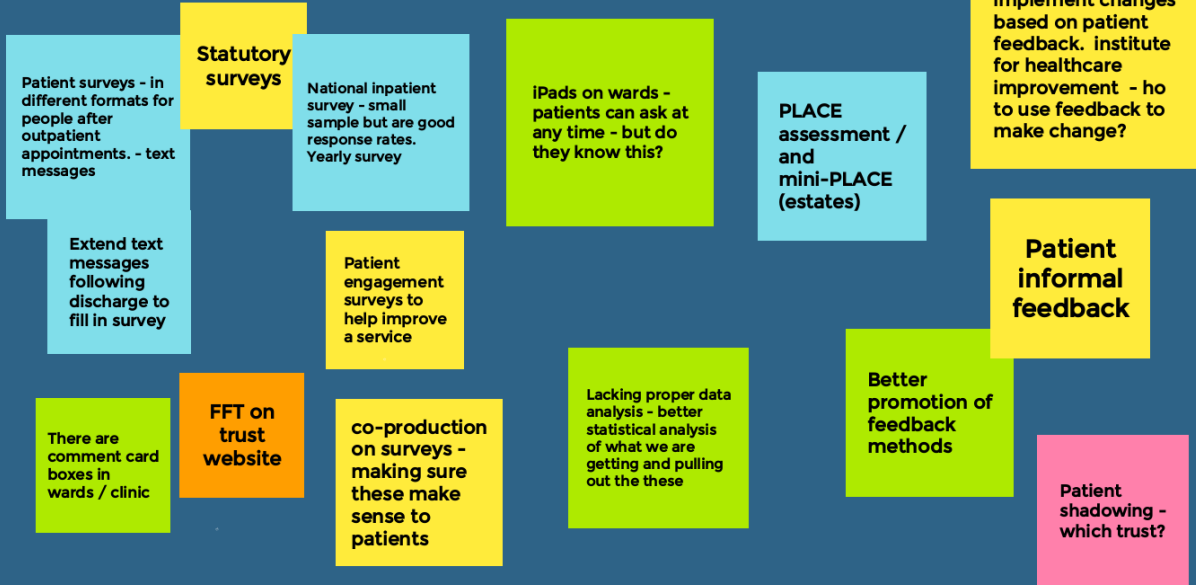 Patient surveys - in
different formats for
people after
outpatient
appointments. - text
messages
Statutory
surveys
National inpatient
survey - small
sample but are good
response rates.
Yearly survey
iPads on wards -
patients can ask at
any time - but do
they know this?
PLACE
assessment /
and
mini-PLACE
(estates)
implement changes
based on patient
feedback. institute
for healthcare
improvement - ho
to use feedback to
make change?
Extend text
messages
following
discharge to
fill in survey
Patient
engagement
surveys to
help improve
a service
Patient
informal
feedback
There are
comment card
boxes in
wards / clinic
FFT on
trust
website
co-production
on surveys -
making sure
these make
sense to
patients
Lacking proper data
analysis - better
statistical analysis
of what we are
getting and pulling
out the these
Better
promotion of
feedback
methods
Patient
shadowing -
which trust?